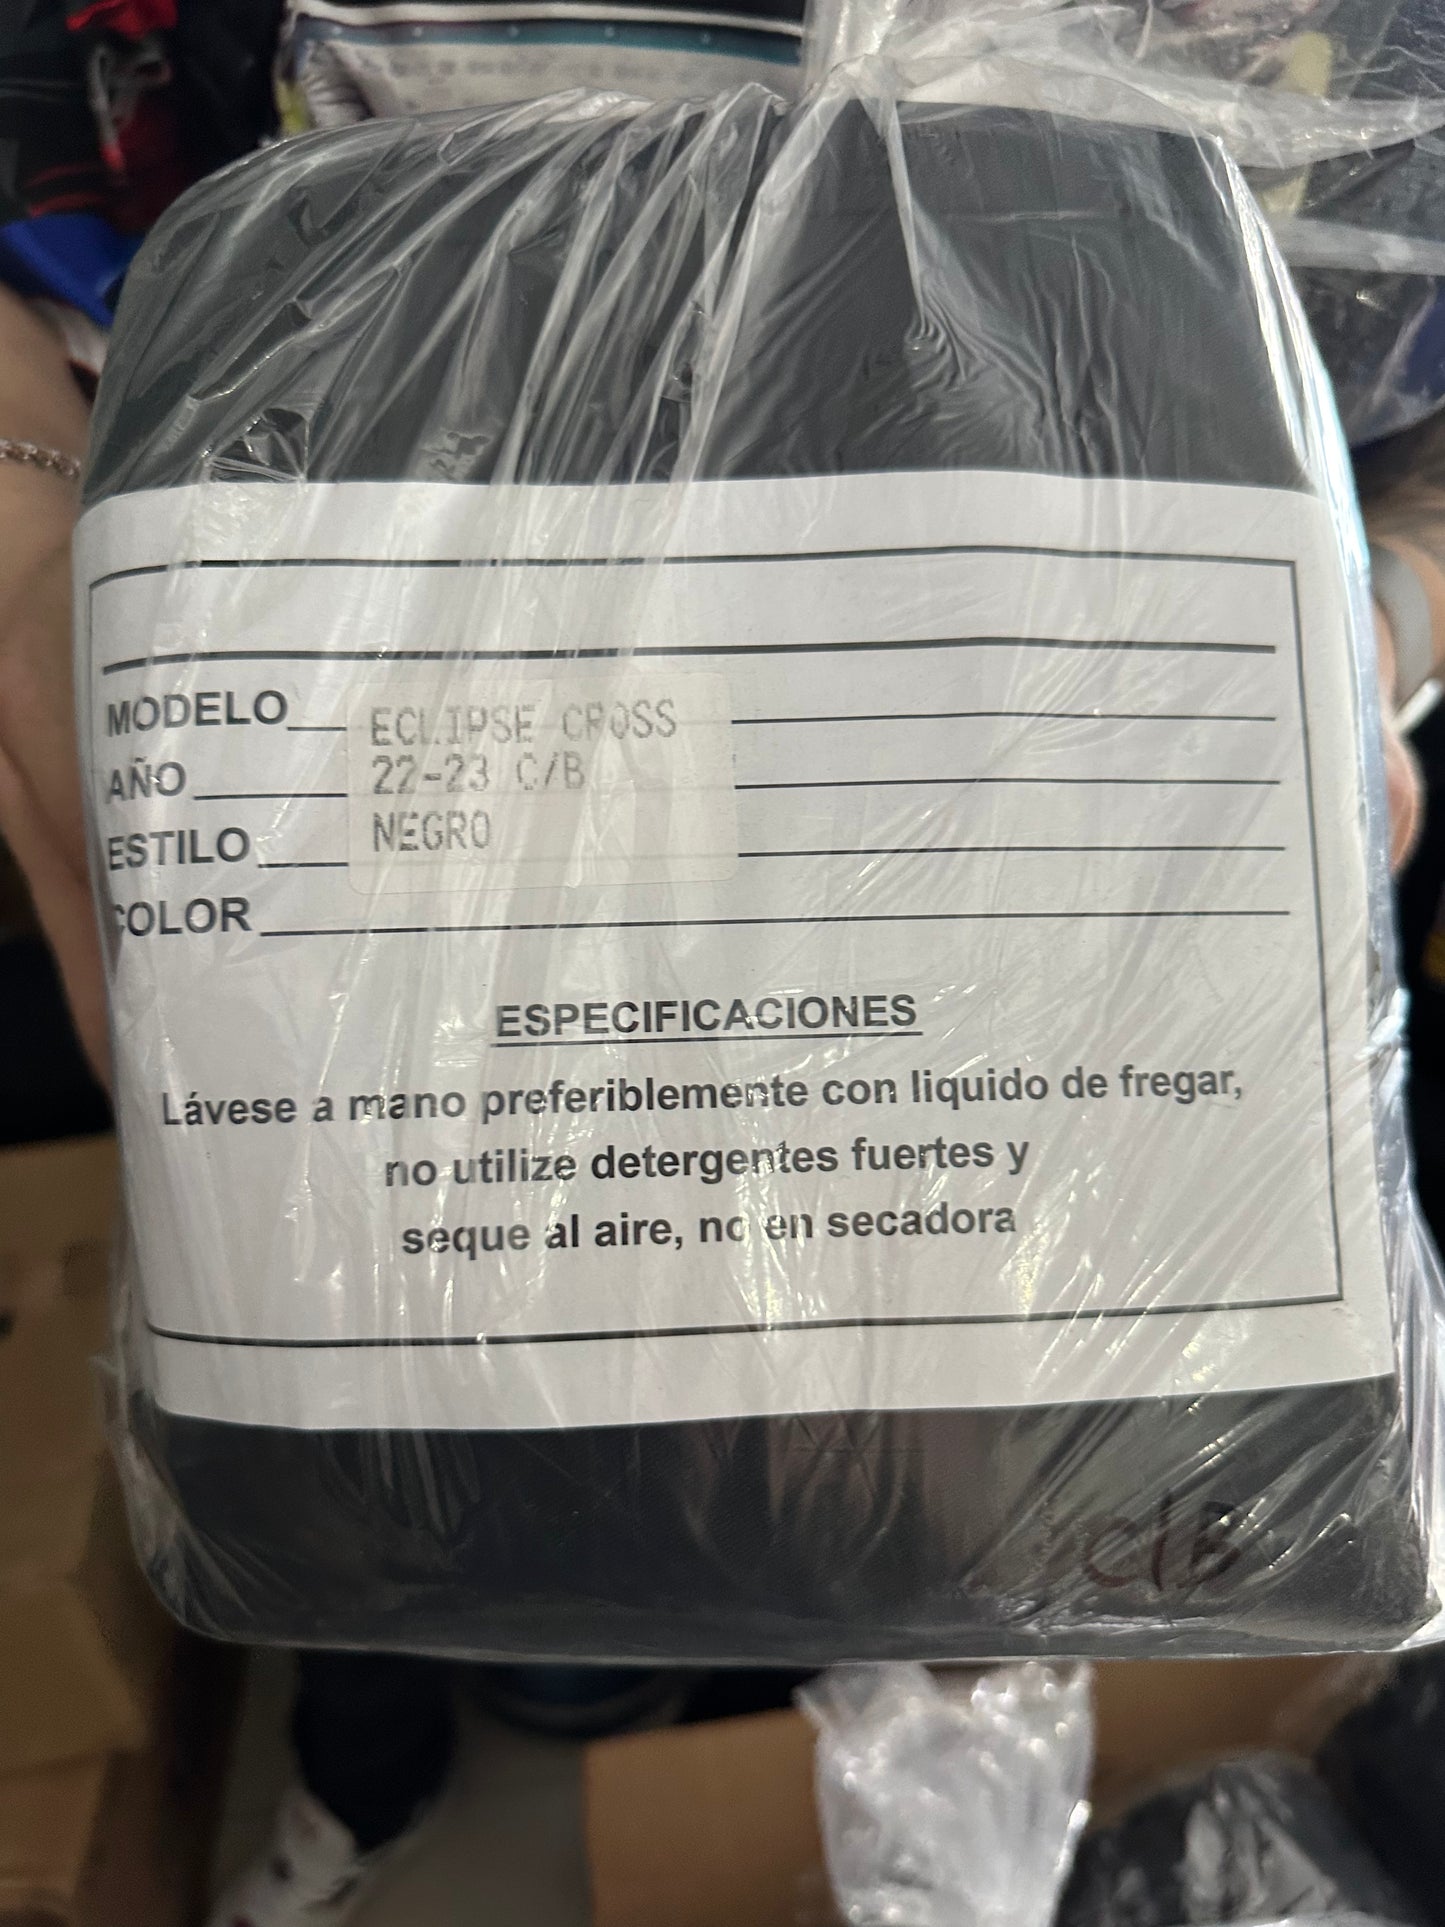 MODELO ECLIPSE CROSS
AÑO 22-23 C/B
ESTILO NEGRO
COLOR
ESPECIFICACIONES
Lávese a mano preferiblemente con liquido de fregar,
no utilize detergentes fuertes y
seque al aire, no en secadora
C/B